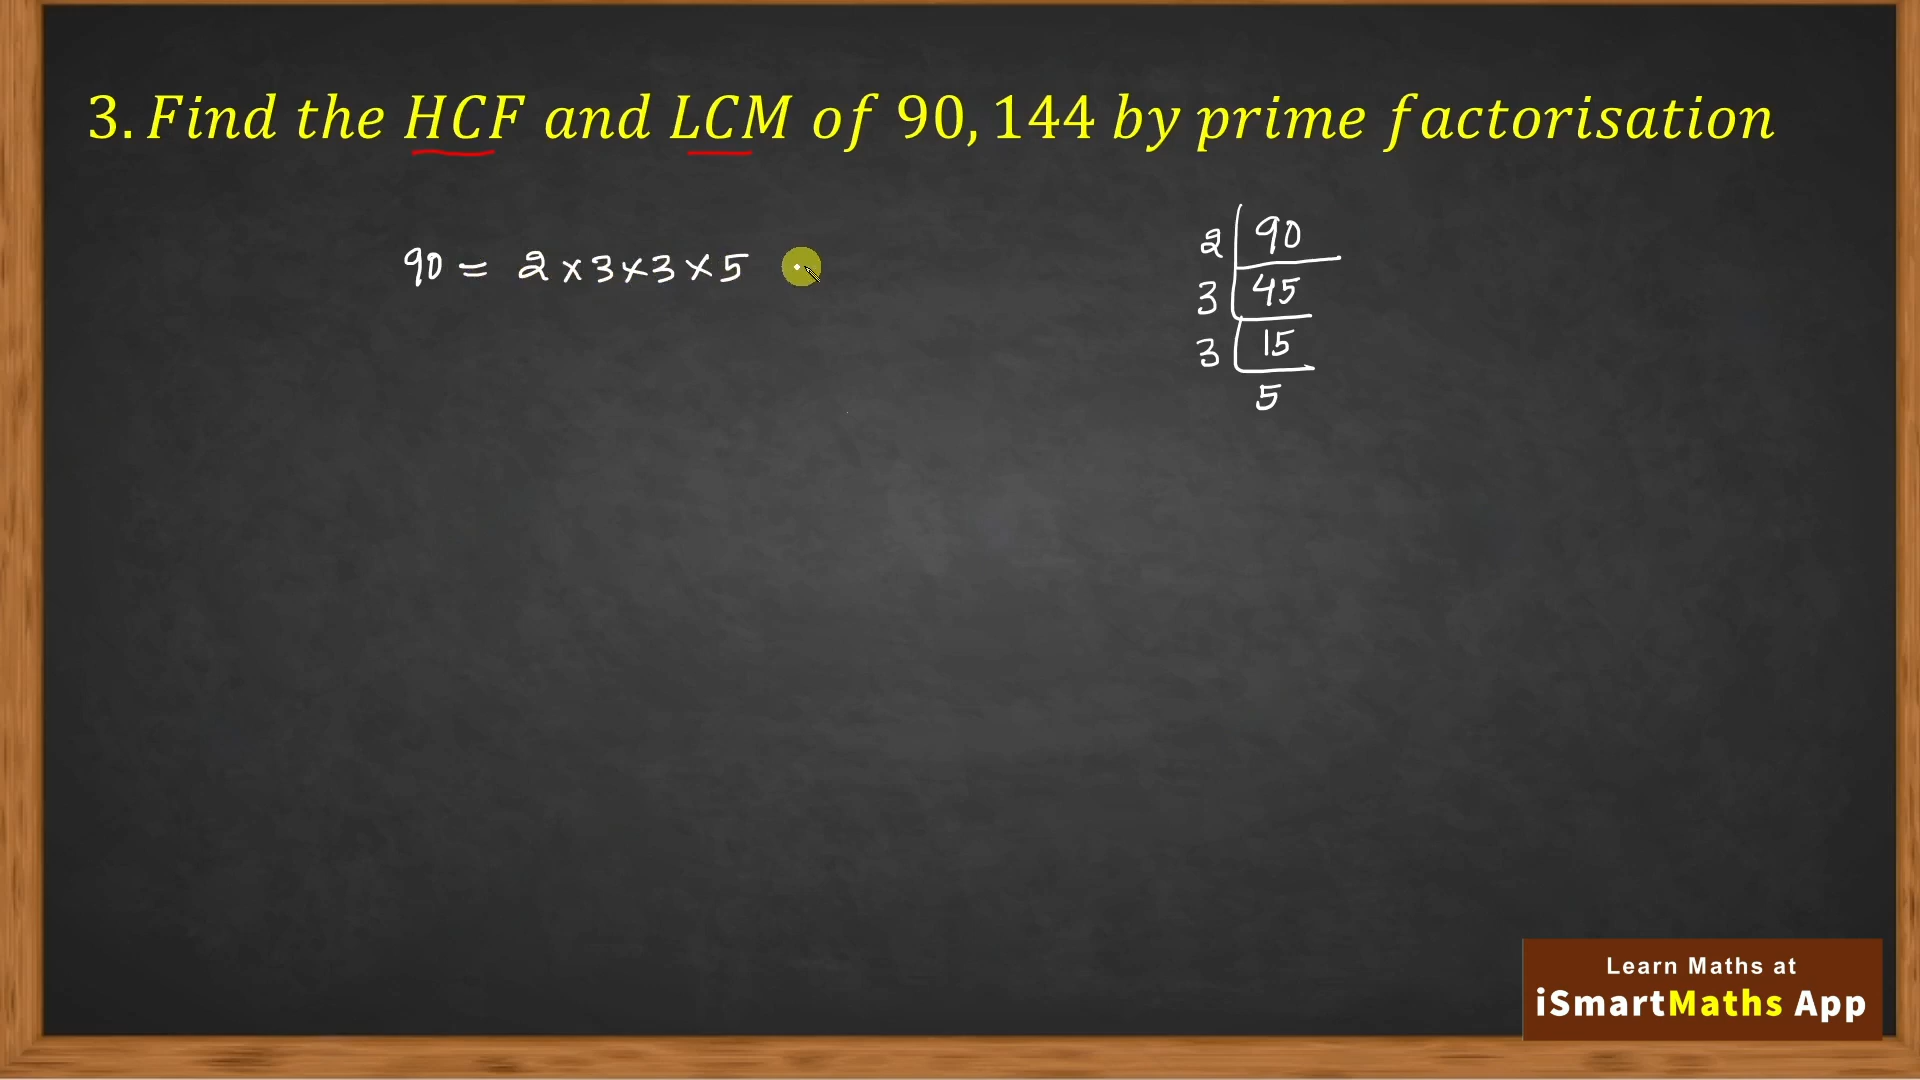 3. Find the HCF and LCM of 90, 144 by prime factorisation
90 = 2 × 3 × 3 × 5
2 | 90
3 | 45
3 | 15
5
Learn Maths at
iSmartMaths App